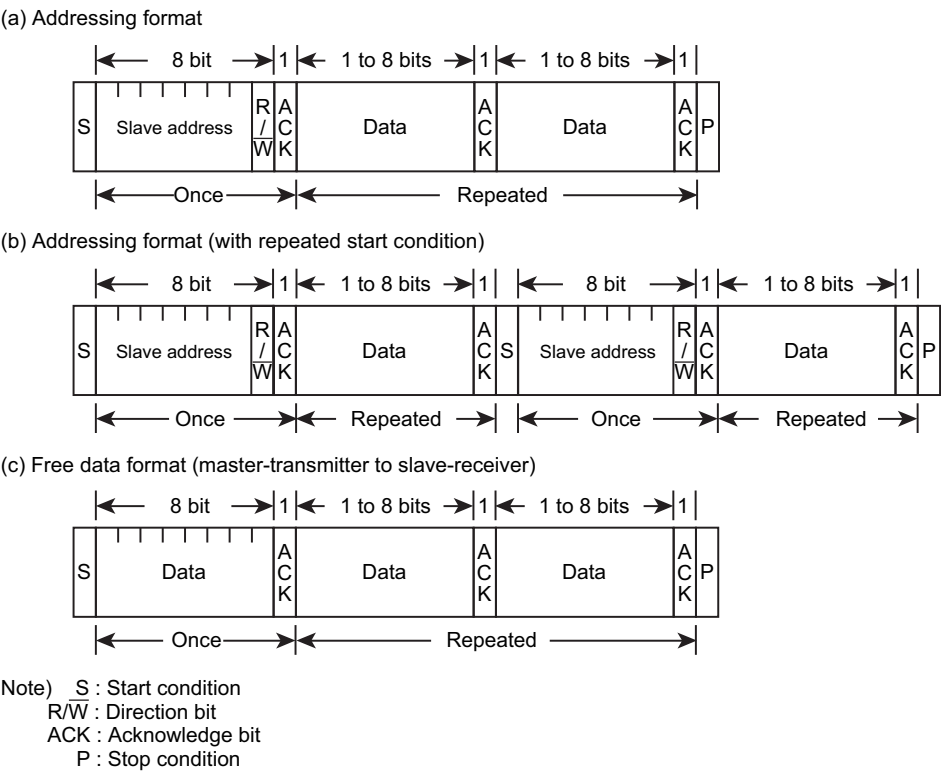 (a) Addressing format
8 bit 1 1 to 8 bits 1 1 to 8 bits 1
S Slave address R/W̅ ACK Data ACK Data ACK P
Once Repeated
(b) Addressing format (with repeated start condition)
8 bit 1 1 to 8 bits 1 8 bit 1 1 to 8 bits 1
S Slave address R/W̅ ACK Data ACK S Slave address R/W̅ ACK Data ACK P
Once Repeated Once Repeated
(c) Free data format (master-transmitter to slave-receiver)
8 bit 1 1 to 8 bits 1 1 to 8 bits 1
S Data ACK Data ACK Data ACK P
Once Repeated
Note) S : Start condition
R/W̅ : Direction bit
ACK : Acknowledge bit
P : Stop condition